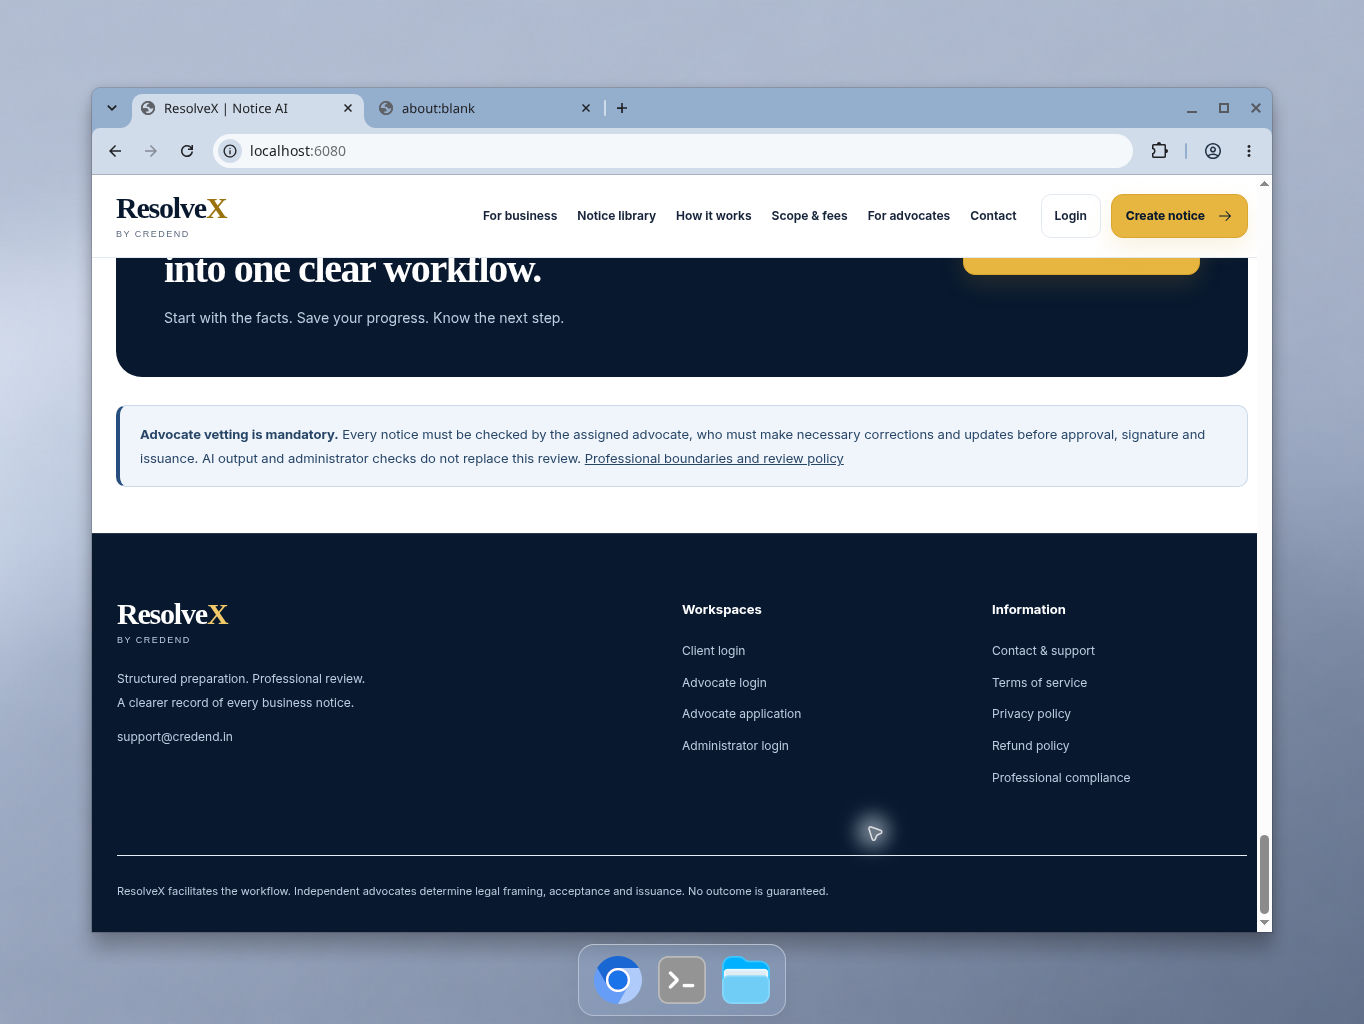 ResolveX | Notice AI
about:blank
localhost:6080
ResolveX
BY CREDEND
For business
Notice library
How it works
Scope & fees
For advocates
Contact
Login
Create notice
into one clear workflow.
Start with the facts. Save your progress. Know the next step.
Advocate vetting is mandatory. Every notice must be checked by the assigned advocate, who must make necessary corrections and updates before approval, signature and
issuance. AI output and administrator checks do not replace this review. Professional boundaries and review policy
ResolveX
BY CREDEND
Structured preparation. Professional review.
A clearer record of every business notice.
support@credend.in
Workspaces
Client login
Advocate login
Advocate application
Administrator login
Information
Contact & support
Terms of service
Privacy policy
Refund policy
Professional compliance
ResolveX facilitates the workflow. Independent advocates determine legal framing, acceptance and issuance. No outcome is guaranteed.